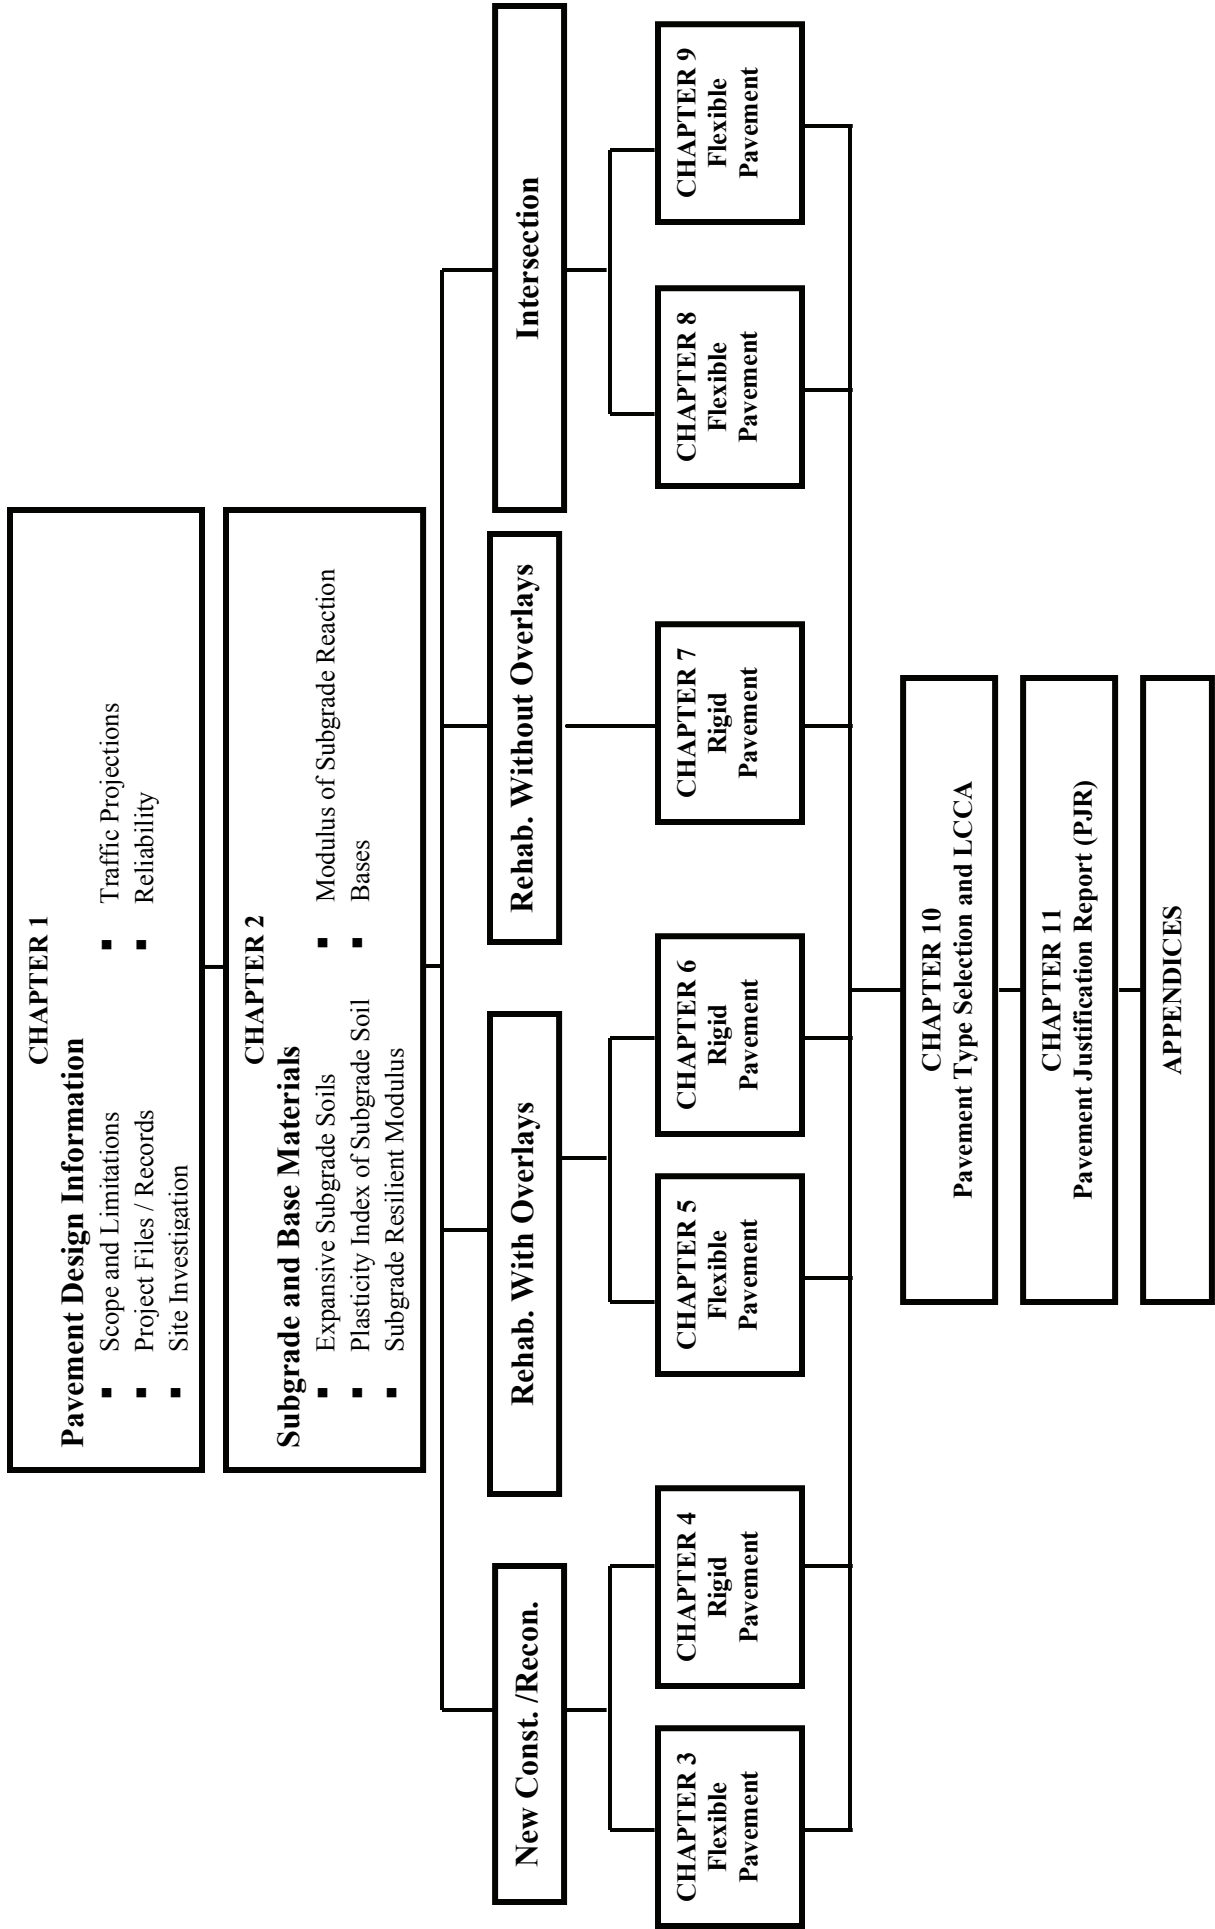 CHAPTER 1
Pavement Design Information
▪ Scope and Limitations
▪ Project Files / Records
▪ Site Investigation
▪ Traffic Projections
▪ Reliability
CHAPTER 2
Subgrade and Base Materials
▪ Expansive Subgrade Soils
▪ Plasticity Index of Subgrade Soil
▪ Subgrade Resilient Modulus
▪ Modulus of Subgrade Reaction
▪ Bases
New Const. /Recon.
Rehab. With Overlays
Rehab. Without Overlays
Intersection
CHAPTER 3
Flexible
Pavement
CHAPTER 4
Rigid
Pavement
CHAPTER 5
Flexible
Pavement
CHAPTER 6
Rigid
Pavement
CHAPTER 7
Rigid
Pavement
CHAPTER 8
Flexible
Pavement
CHAPTER 9
Flexible
Pavement
CHAPTER 10
Pavement Type Selection and LCCA
CHAPTER 11
Pavement Justification Report (PJR)
APPENDICES